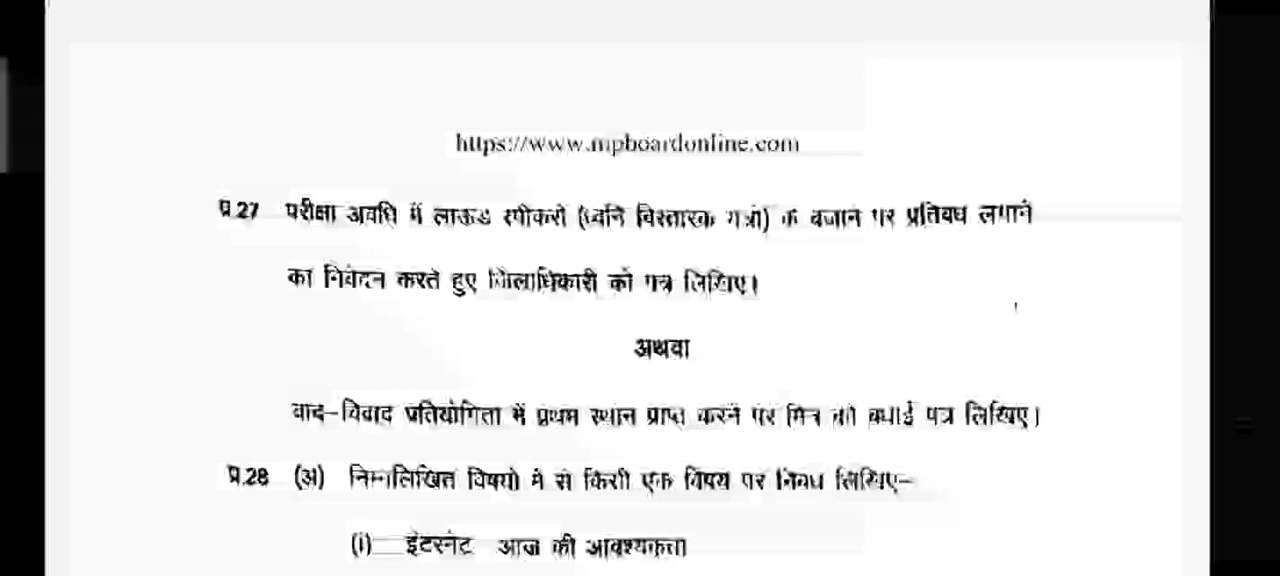 https://www.mpboardonline.com
प्र.27 परीक्षा अवधि में लाऊड स्पीकरों (ध्वनि विस्तारक यंत्रों) के बजाने पर प्रतिबंध लगाने
का निवेदन करते हुए जिलाधिकारी को पत्र लिखिए।
अथवा
वाद-विवाद प्रतियोगिता में प्रथम स्थान प्राप्त करने पर मित्र को बधाई पत्र लिखिए।
प्र.28 (अ) निम्नलिखित विषयों में से किसी एक विषय पर निबंध लिखिए-
(i) इंटरनेट आज की आवश्यकता